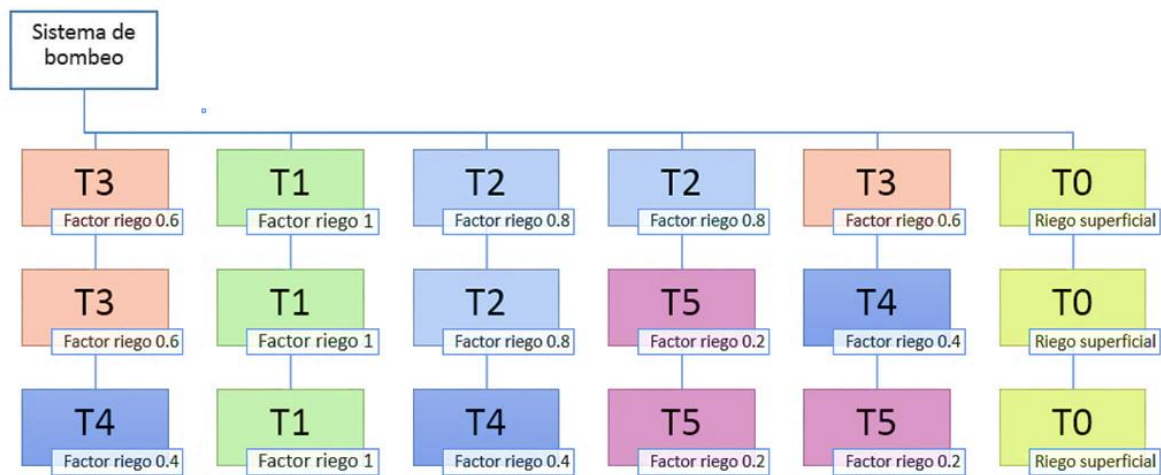 Sistema de
bombeo
T3
Factor riego 0.6
T1
Factor riego 1
T2
Factor riego 0.8
T2
Factor riego 0.8
T3
Factor riego 0.6
T0
Riego superficial
T3
Factor riego 0.6
T1
Factor riego 1
T2
Factor riego 0.8
T5
Factor riego 0.2
T4
Factor riego 0.4
T0
Riego superficial
T4
Factor riego 0.4
T1
Factor riego 1
T4
Factor riego 0.4
T5
Factor riego 0.2
T5
Factor riego 0.2
T0
Riego superficial